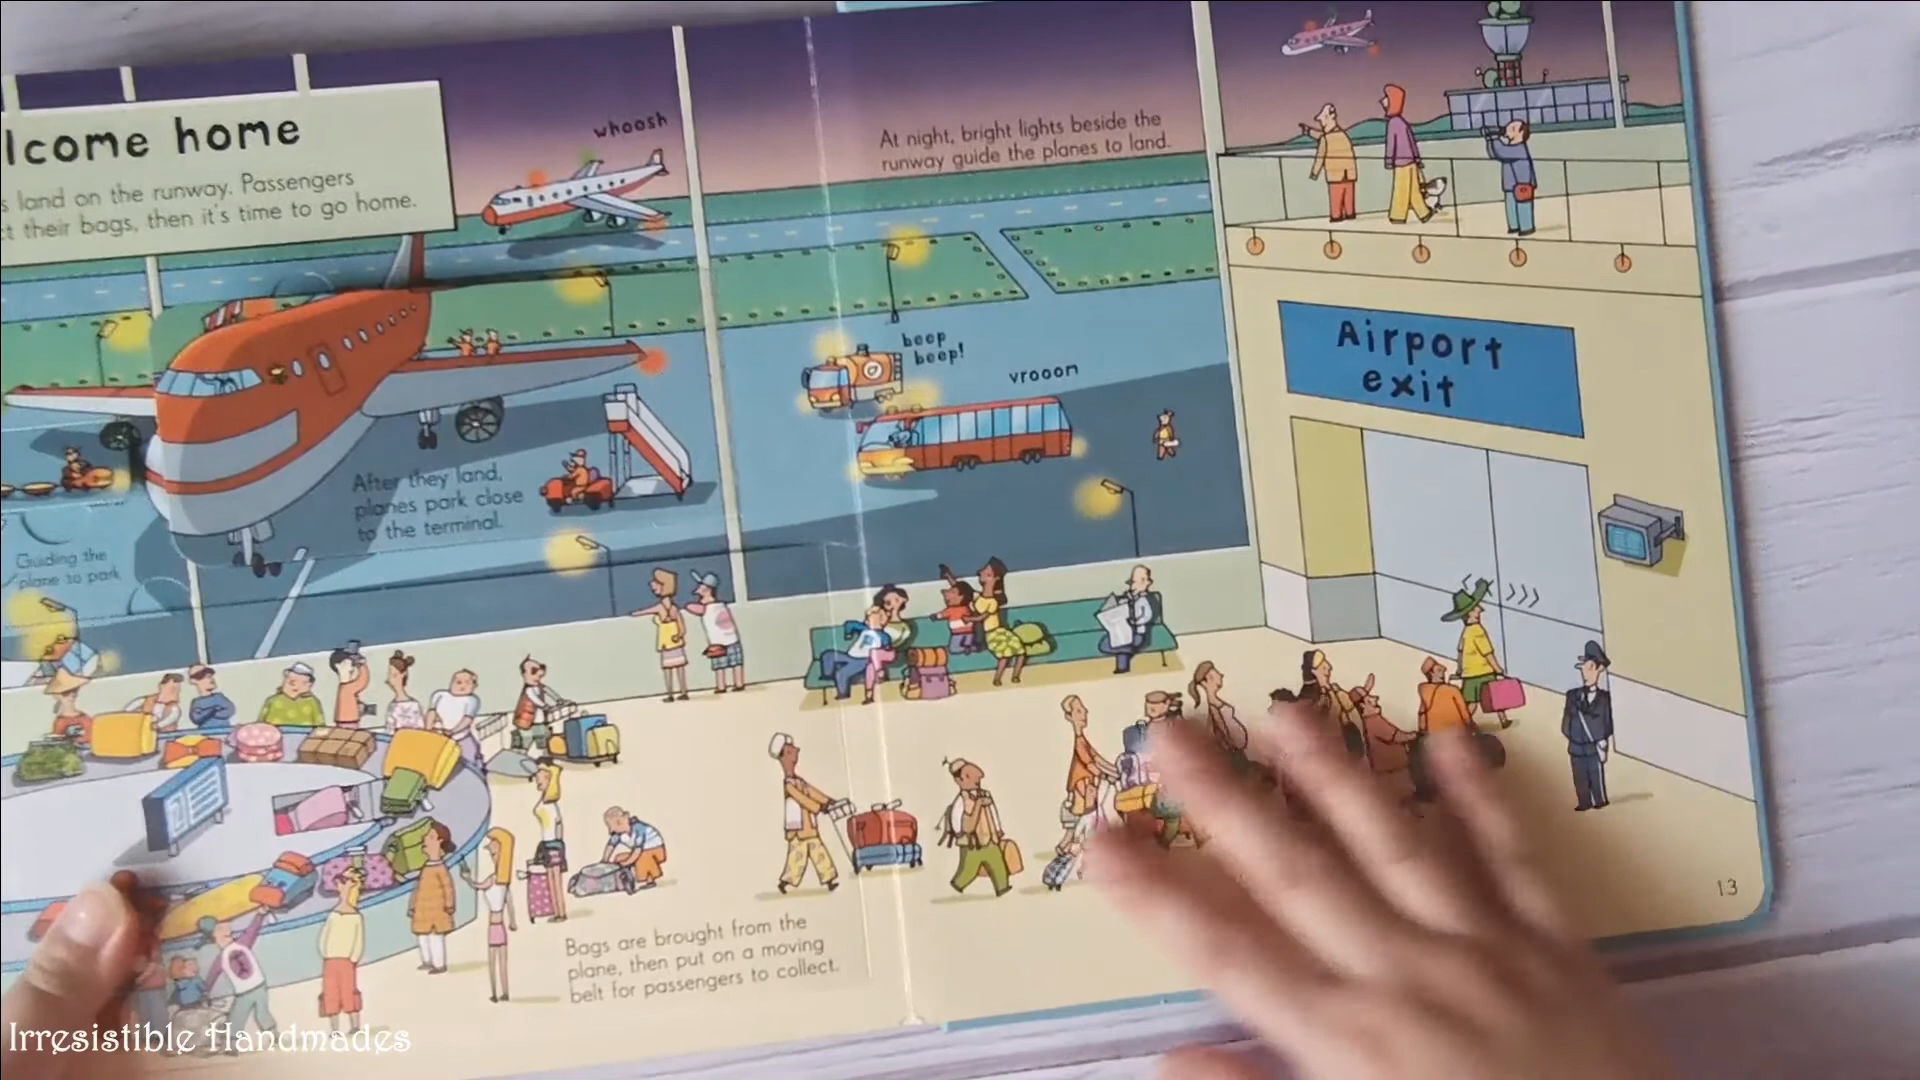 lcome home
s land on the runway. Passengers
ct their bags, then it's time to go home.
whoosh
At night, bright lights beside the
runway guide the planes to land.
beep
beep!
vrooon
Airport
exit
After they land,
planes park close
to the terminal.
Guiding the
plane to park
Bags are brought from the
plane, then put on a moving
belt for passengers to collect.
13
Irresistible Handmades